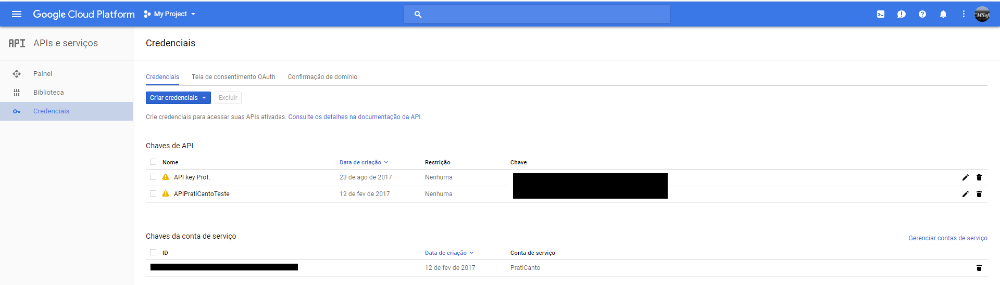 Google Cloud Platform My Project
CMSoft
API APIs e serviços
Credenciais
Painel
Biblioteca
Credenciais
Credenciais Tela de consentimento OAuth Confirmação de domínio
Criar credenciais Excluir
Crie credenciais para acessar suas APIs ativadas. Consulte os detalhes na documentação da API.
Chaves de API
Nome Data de criação Restrição Chave
API key Prof. 23 de ago de 2017 Nenhuma
APIPratiCantoTeste 12 de fev de 2017 Nenhuma
Chaves da conta de serviço
Gerenciar contas de serviço
ID Data de criação Conta de serviço
12 de fev de 2017 PratiCanto